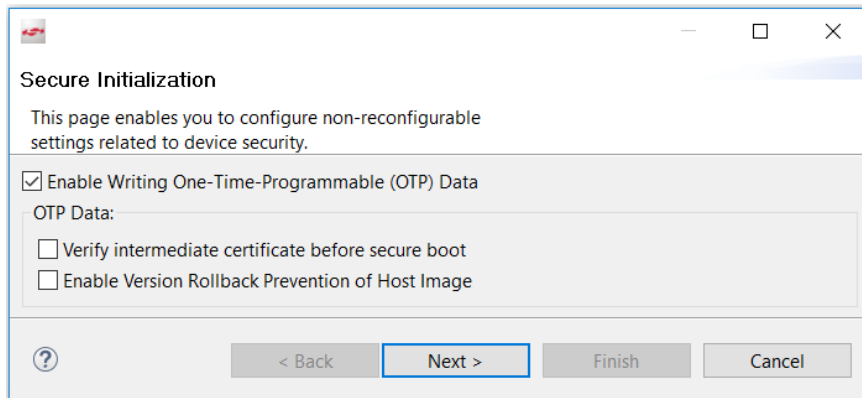 Secure Initialization
This page enables you to configure non-reconfigurable
settings related to device security.
Enable Writing One-Time-Programmable (OTP) Data
OTP Data:
Verify intermediate certificate before secure boot
Enable Version Rollback Prevention of Host Image
?
< Back
Next >
Finish
Cancel